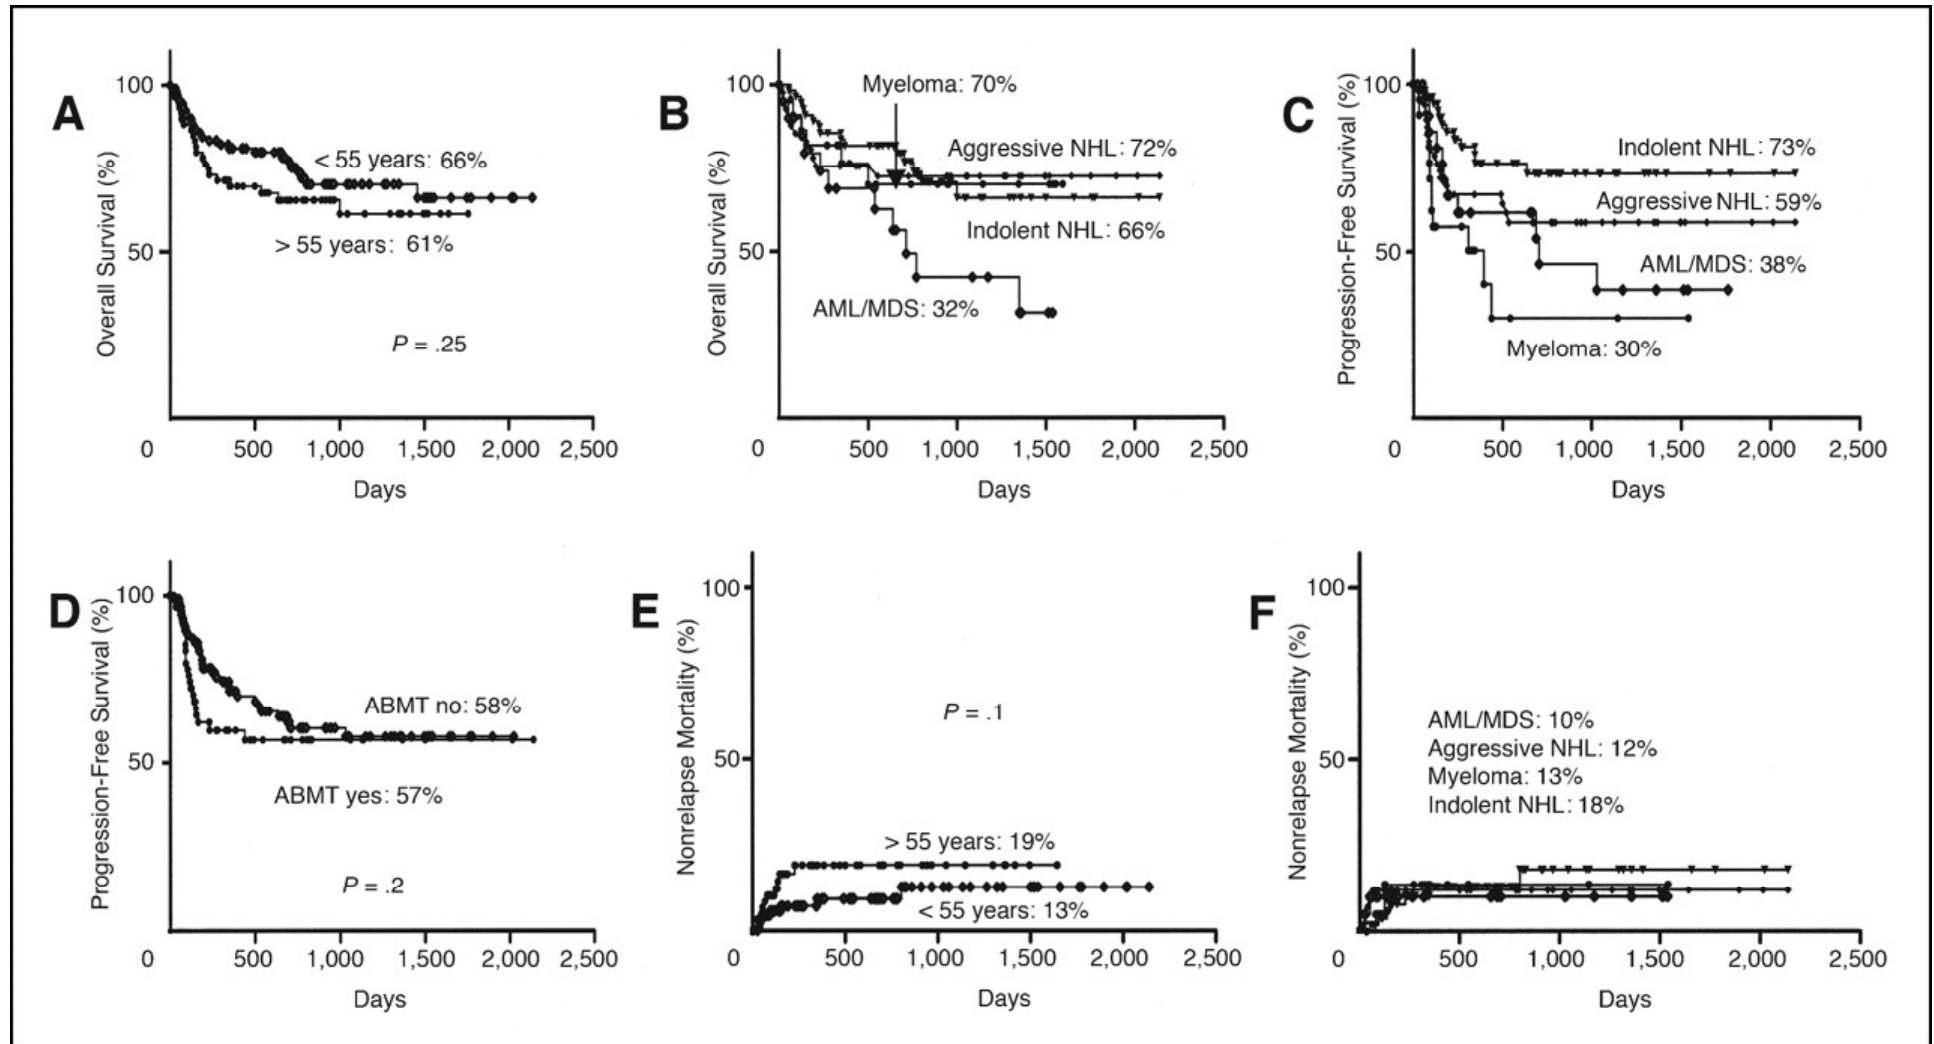 A
Overall Survival (%)
100
50
< 55 years: 66%
> 55 years: 61%
P = .25
0 500 1,000 1,500 2,000 2,500
Days
B
Overall Survival (%)
100
50
Myeloma: 70%
Aggressive NHL: 72%
Indolent NHL: 66%
AML/MDS: 32%
0 500 1,000 1,500 2,000 2,500
Days
C
Progression-Free Survival (%)
100
50
Indolent NHL: 73%
Aggressive NHL: 59%
AML/MDS: 38%
Myeloma: 30%
0 500 1,000 1,500 2,000 2,500
Days
D
Progression-Free Survival (%)
100
50
ABMT no: 58%
ABMT yes: 57%
P = .2
0 500 1,000 1,500 2,000 2,500
Days
E
Nonrelapse Mortality (%)
100
50
P = .1
> 55 years: 19%
< 55 years: 13%
0 500 1,000 1,500 2,000 2,500
Days
F
Nonrelapse Mortality (%)
100
50
AML/MDS: 10%
Aggressive NHL: 12%
Myeloma: 13%
Indolent NHL: 18%
0 500 1,000 1,500 2,000 2,500
Days